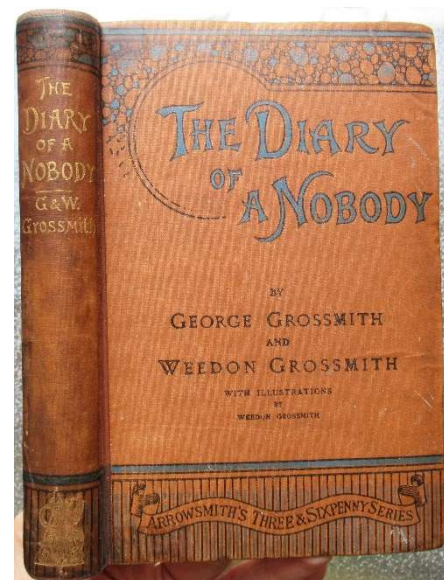 THE
DIARY
OF A
NOBODY
G & W.
Grossmith
THE DIARY
OF
A NOBODY
BY
GEORGE GROSSMITH
AND
WEEDON GROSSMITH
WITH ILLUSTRATIONS
BY
WEEDON GROSSMITH
ARROWSMITH'S THREE & SIXPENNY SERIES